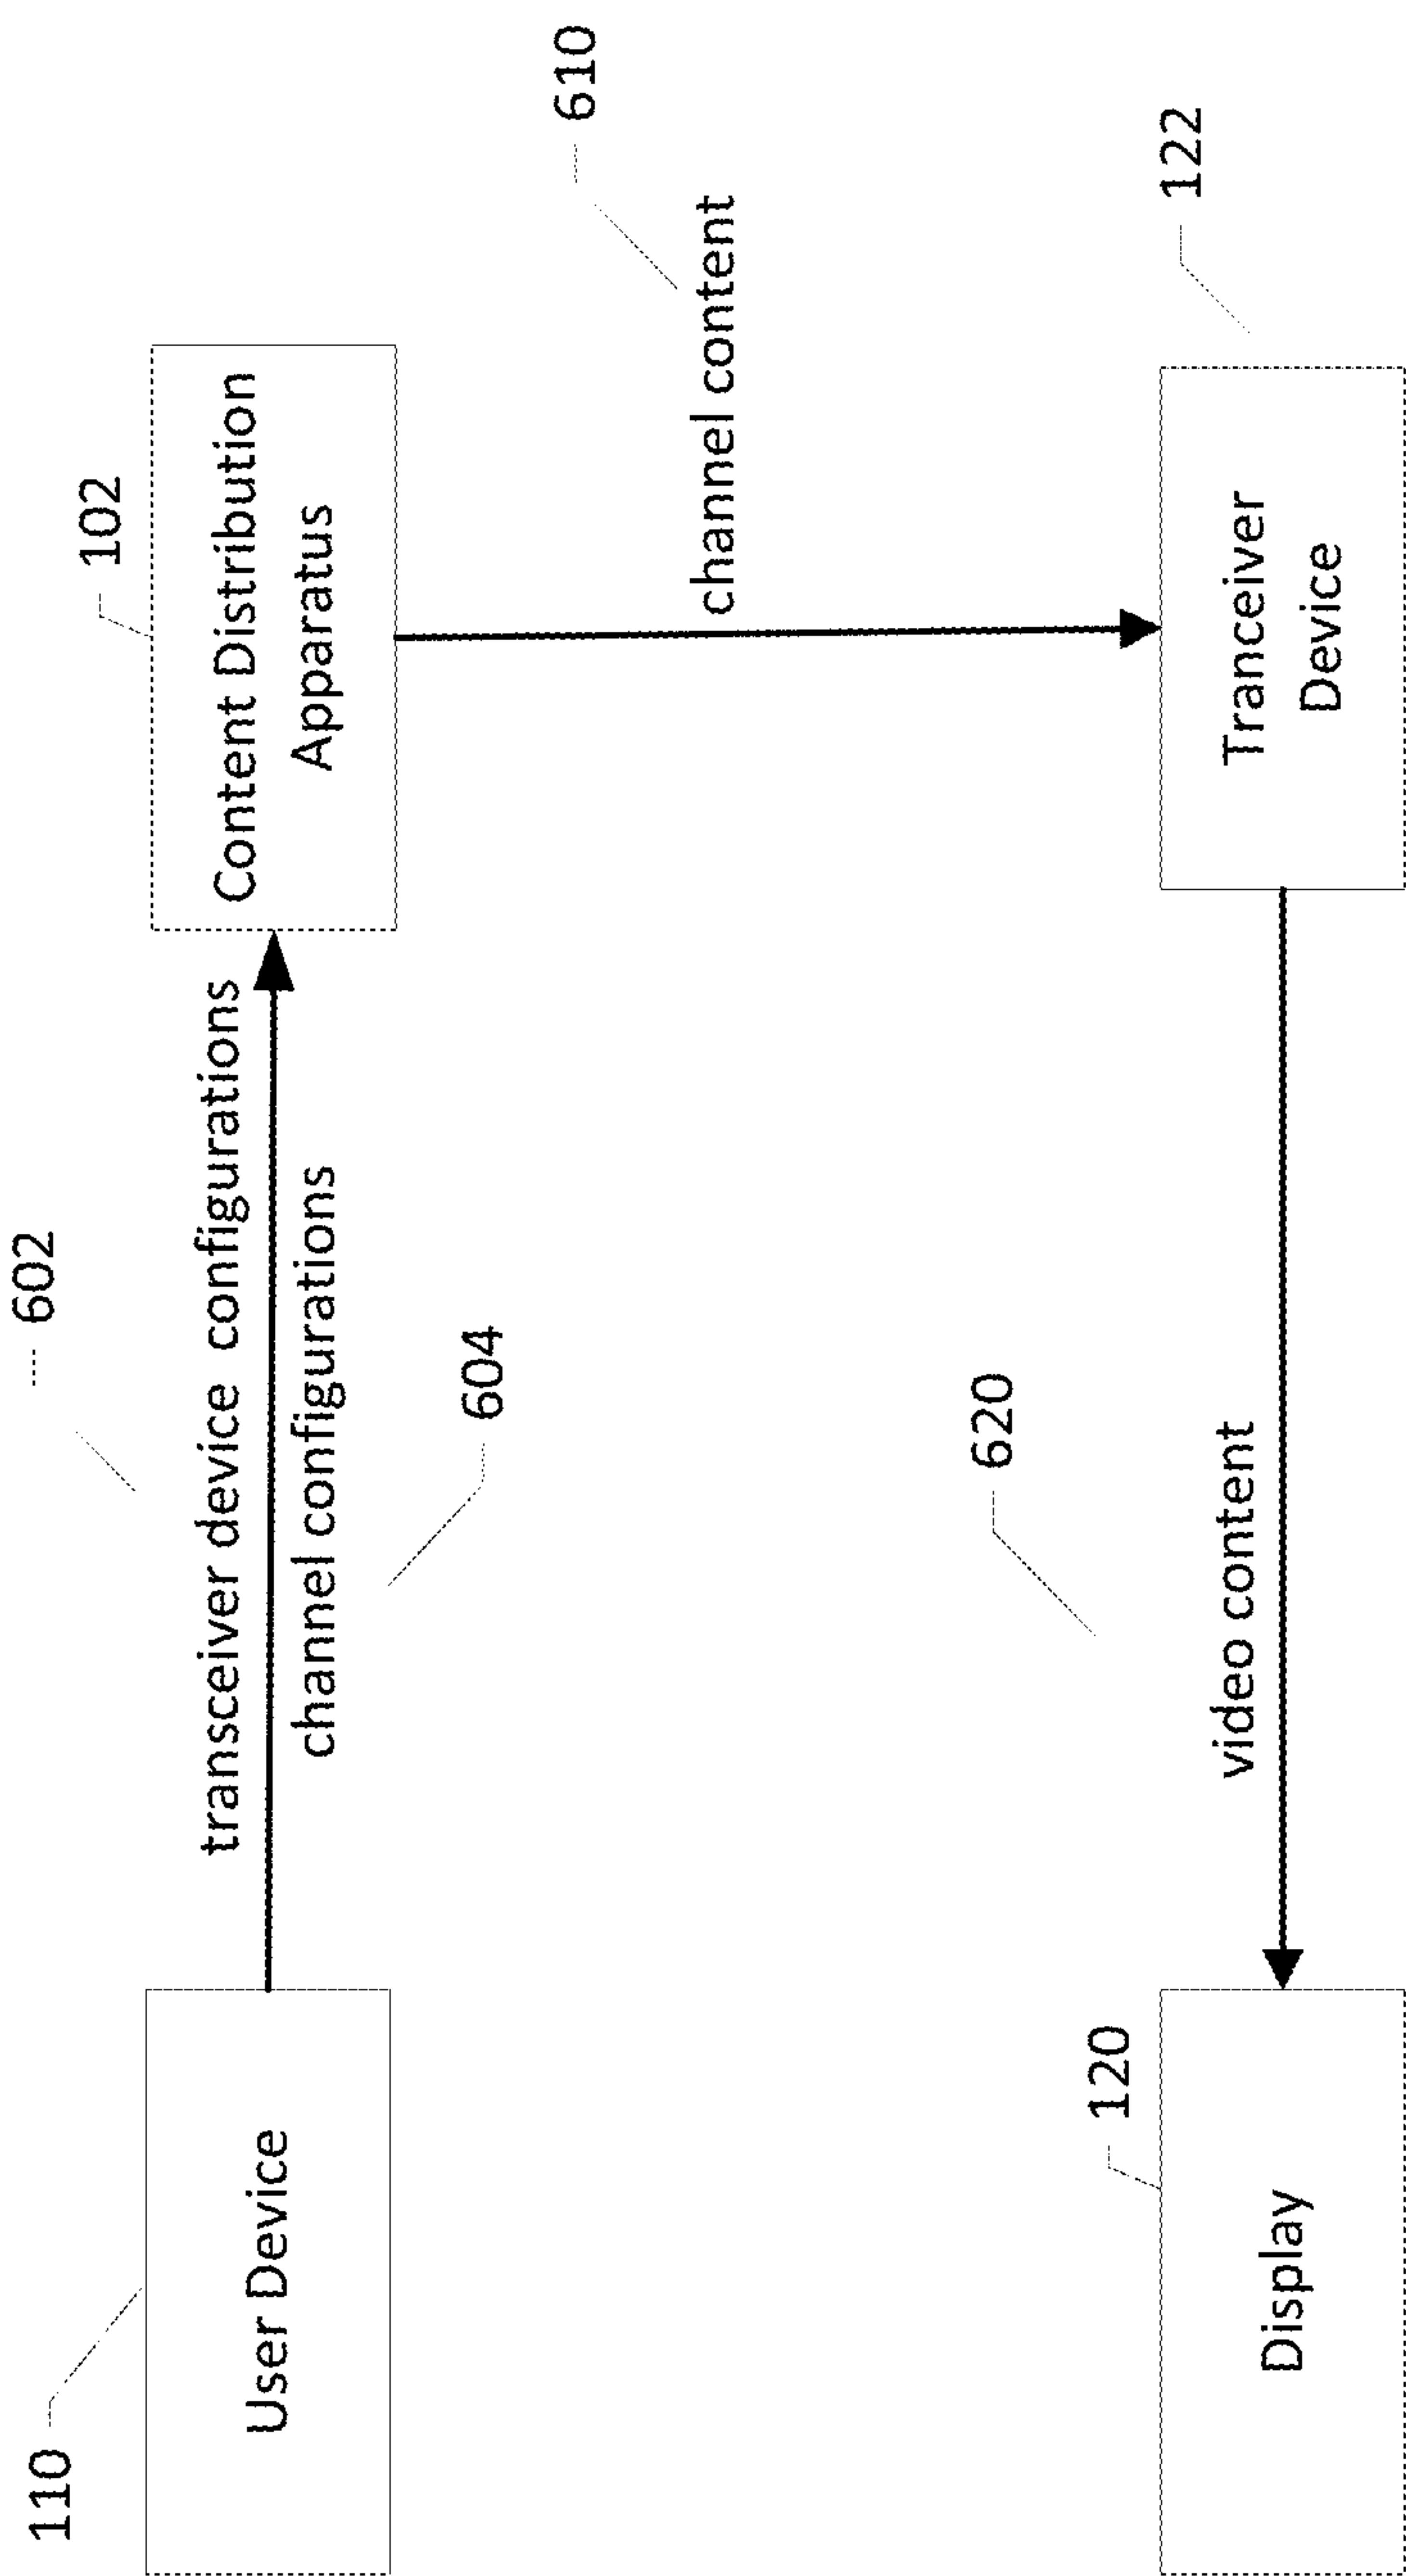 602
110
transceiver device configurations
102
User Device
Content Distribution
Apparatus
channel configurations
604
610
channel content
620
120
video content
122
Display
Tranceiver
Device